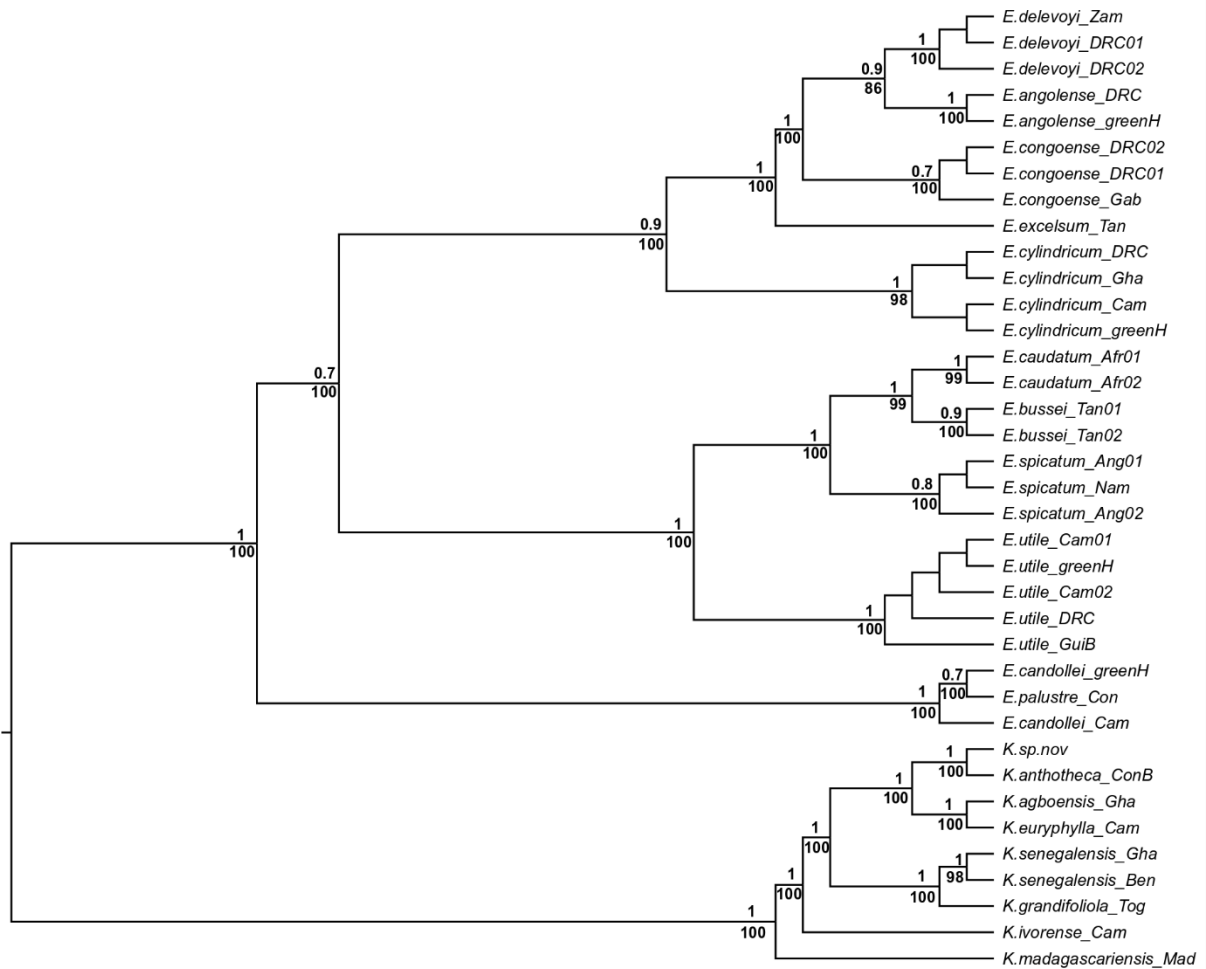 E.delevoyi_Zam
1
E.delevoyi_DRC01
100
0.9
E.delevoyi_DRC02
86
1
E.angolense_DRC
100
E.angolense_greenH
1
100
E.congoense_DRC02
1
0.7
E.congoense_DRC01
100
100
E.congoense_Gab
0.9
E.excelsum_Tan
100
E.cylindricum_DRC
1
E.cylindricum_Gha
98
E.cylindricum_Cam
E.cylindricum_greenH
1
E.caudatum_Afr01
0.7
99
E.caudatum_Afr02
100
1
99
0.9
E.bussei_Tan01
100
E.bussei_Tan02
1
100
E.spicatum_Ang01
0.8
E.spicatum_Nam
100
E.spicatum_Ang02
1
1
E.utile_Cam01
100
100
E.utile_greenH
E.utile_Cam02
1
E.utile_DRC
100
E.utile_GuiB
0.7
E.candollei_greenH
1
100
E.palustre_Con
100
E.candollei_Cam
1
K.sp.nov
100
K.anthotheca_ConB
1
100
1
K.agboensis_Gha
100
K.euryphylla_Cam
1
100
1
K.senegalensis_Gha
1
1
98
K.senegalensis_Ben
100
100
K.grandifoliola_Tog
1
K.ivorense_Cam
100
K.madagascariensis_Mad